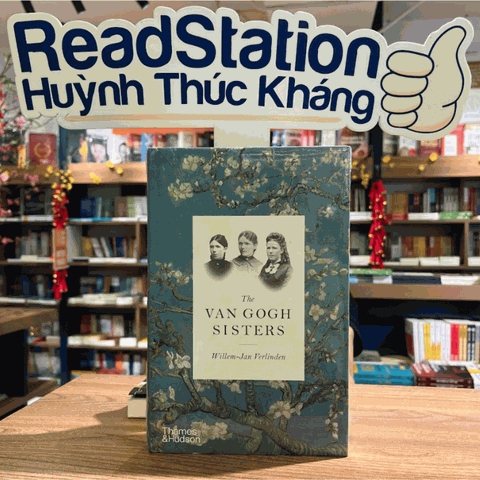 ReadStation
Huỳnh Thúc Kháng
The
VAN GOGH
SISTERS
Willem-Jan Verlinden
Thames
&Hudson